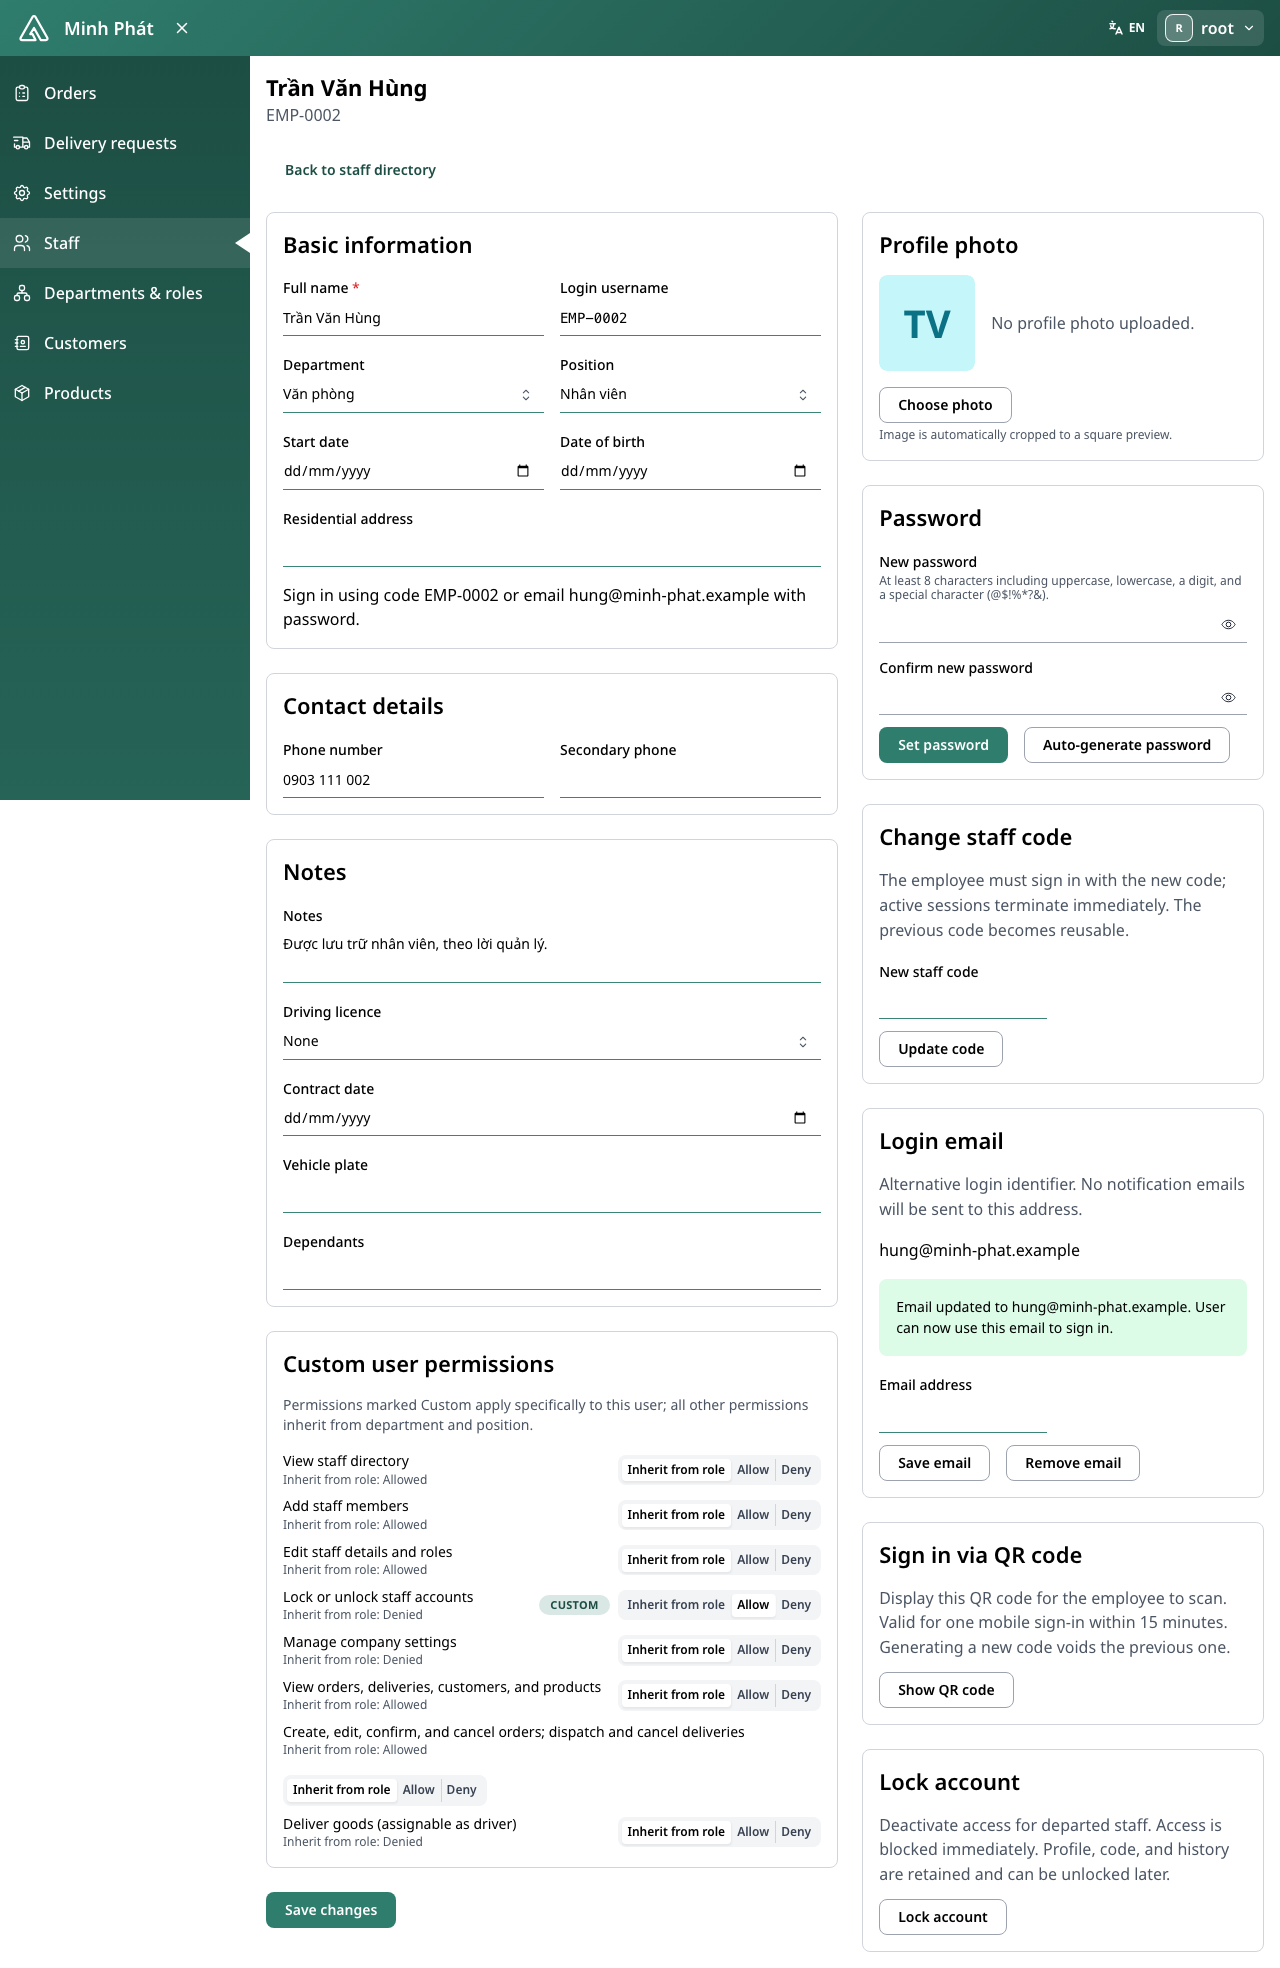 Minh Phát
EN
R
root
Orders
Delivery requests
Settings
Staff
Departments & roles
Customers
Products
Trần Văn Hùng
EMP-0002
Back to staff directory
Basic information
Full name *
Login username
Trần Văn Hùng
EMP-0002
Department
Position
Văn phòng
Nhân viên
Start date
Date of birth
dd/mm/yyyy
dd/mm/yyyy
Residential address
Sign in using code EMP-0002 or email hung@minh-phat.example with
password.
Contact details
Phone number
Secondary phone
0903 111 002
Notes
Notes
Được lưu trữ nhân viên, theo lời quản lý.
Driving licence
None
Contract date
dd/mm/yyyy
Vehicle plate
Dependants
Custom user permissions
Permissions marked Custom apply specifically to this user; all other permissions
inherit from department and position.
View staff directory
Inherit from role: Allowed
Inherit from role Allow Deny
Add staff members
Inherit from role: Allowed
Inherit from role Allow Deny
Edit staff details and roles
Inherit from role: Allowed
Inherit from role Allow Deny
Lock or unlock staff accounts
Inherit from role: Denied
CUSTOM
Inherit from role Allow Deny
Manage company settings
Inherit from role: Denied
Inherit from role Allow Deny
View orders, deliveries, customers, and products
Inherit from role: Allowed
Inherit from role Allow Deny
Create, edit, confirm, and cancel orders; dispatch and cancel deliveries
Inherit from role: Allowed
Inherit from role Allow Deny
Deliver goods (assignable as driver)
Inherit from role: Denied
Inherit from role Allow Deny
Save changes
Profile photo
TV
No profile photo uploaded.
Choose photo
Image is automatically cropped to a square preview.
Password
New password
At least 8 characters including uppercase, lowercase, a digit, and
a special character (@$!%*?&).
Confirm new password
Set password
Auto-generate password
Change staff code
The employee must sign in with the new code;
active sessions terminate immediately. The
previous code becomes reusable.
New staff code
Update code
Login email
Alternative login identifier. No notification emails
will be sent to this address.
hung@minh-phat.example
Email updated to hung@minh-phat.example. User
can now use this email to sign in.
Email address
Save email
Remove email
Sign in via QR code
Display this QR code for the employee to scan.
Valid for one mobile sign-in within 15 minutes.
Generating a new code voids the previous one.
Show QR code
Lock account
Deactivate access for departed staff. Access is
blocked immediately. Profile, code, and history
are retained and can be unlocked later.
Lock account